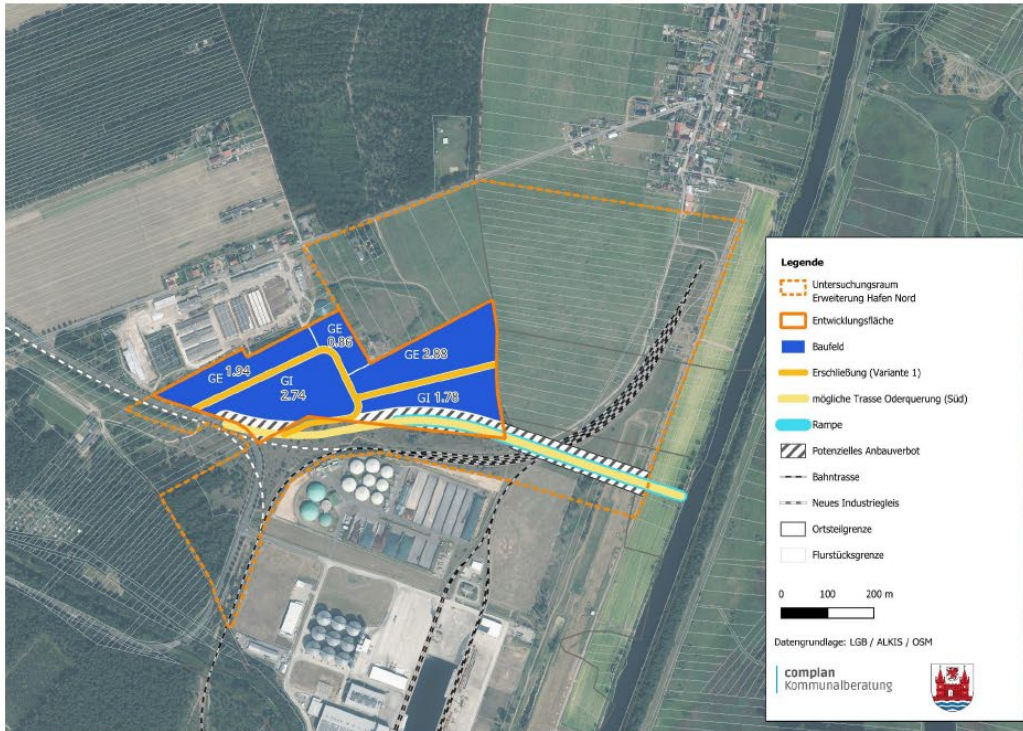 GE
0.86
GE 1.94
GI
2.74
GE 2.88
GI 1.78
Legende
Untersuchungsraum
Erweiterung Hafen Nord
Entwicklungsfläche
Baufeld
Erschließung (Variante 1)
mögliche Trasse Oderquerung (Süd)
Rampe
Potenzielles Anbauverbot
Bahntrasse
Neues Industriegleis
Ortsteilgrenze
Flurstücksgrenze
0 100 200 m
Datengrundlage: LGB / ALKIS / OSM
complan
Kommunalberatung